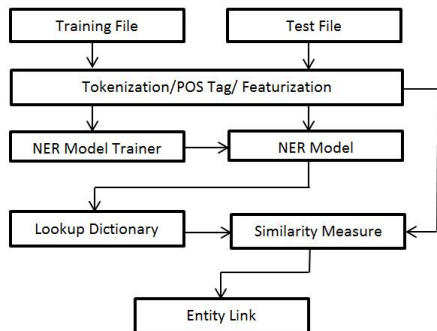 Training File
Test File
Tokenization/POS Tag/ Featurization
NER Model Trainer
NER Model
Lookup Dictionary
Similarity Measure
Entity Link